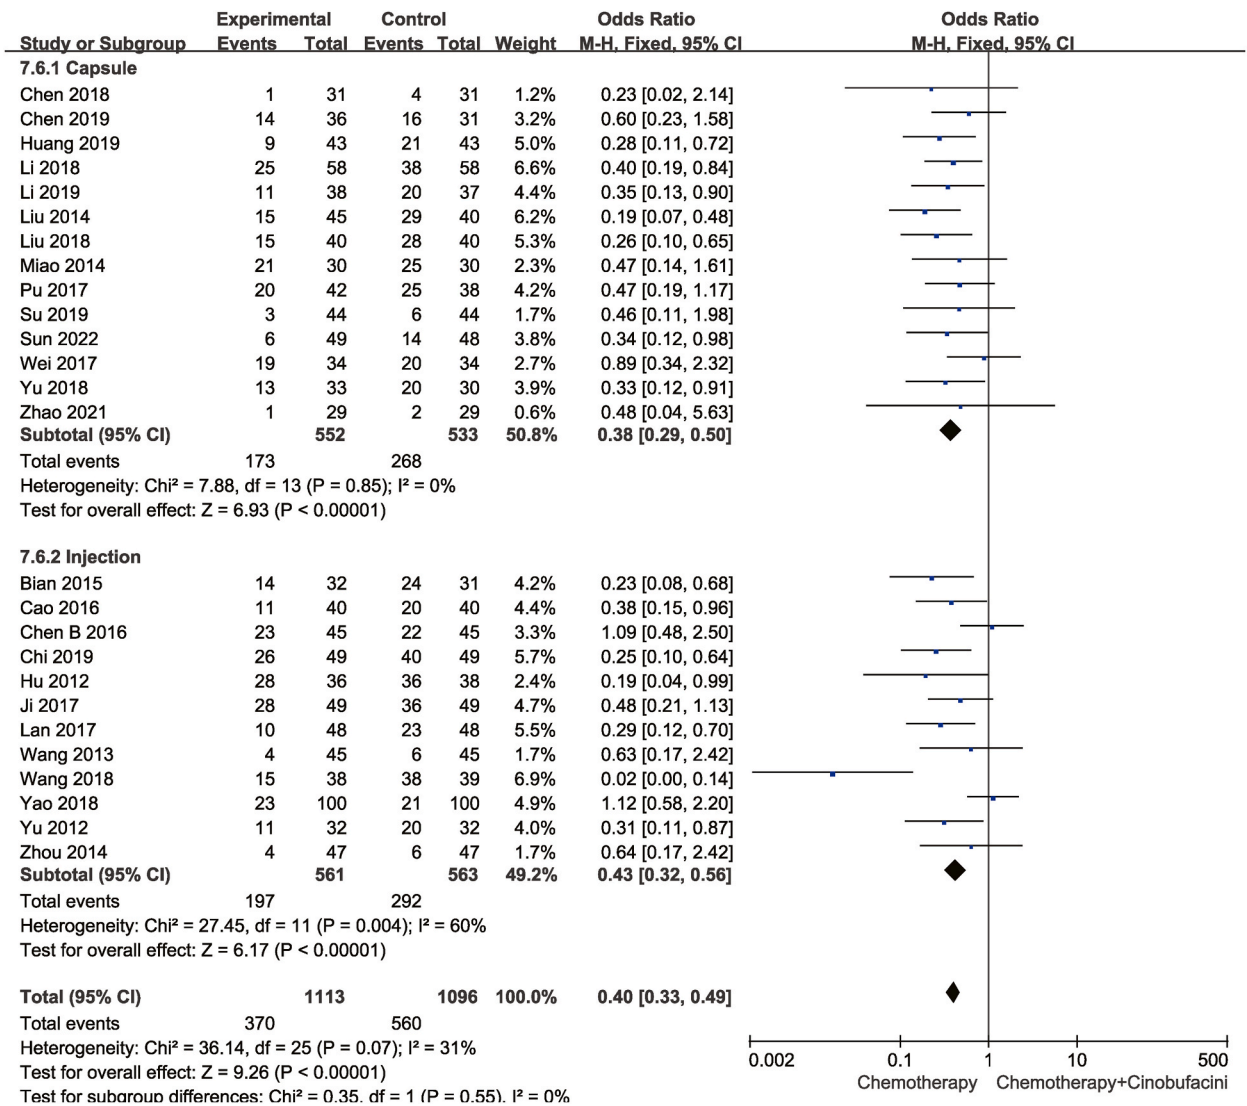 Experimental Control Odds Ratio Odds Ratio
Study or Subgroup Events Total Events Total Weight M-H, Fixed, 95% CI M-H, Fixed, 95% CI
7.6.1 Capsule
Chen 2018 1 31 4 31 1.2% 0.23 [0.02, 2.14]
Chen 2019 14 36 16 31 3.2% 0.60 [0.23, 1.58]
Huang 2019 9 43 21 43 5.0% 0.28 [0.11, 0.72]
Li 2018 25 58 38 58 6.6% 0.40 [0.19, 0.84]
Li 2019 11 38 20 37 4.4% 0.35 [0.13, 0.90]
Liu 2014 15 45 29 40 6.2% 0.19 [0.07, 0.48]
Liu 2018 15 40 28 40 5.3% 0.26 [0.10, 0.65]
Miao 2014 21 30 25 30 2.3% 0.47 [0.14, 1.61]
Pu 2017 20 42 25 38 4.2% 0.47 [0.19, 1.17]
Su 2019 3 44 6 44 1.7% 0.46 [0.11, 1.98]
Sun 2022 6 49 14 48 3.8% 0.34 [0.12, 0.98]
Wei 2017 19 34 20 34 2.7% 0.89 [0.34, 2.32]
Yu 2018 13 33 20 30 3.9% 0.33 [0.12, 0.91]
Zhao 2021 1 29 2 29 0.6% 0.48 [0.04, 5.63]
Subtotal (95% CI) 552 533 50.8% 0.38 [0.29, 0.50]
Total events 173 268
Heterogeneity: Chi² = 7.88, df = 13 (P = 0.85); I² = 0%
Test for overall effect: Z = 6.93 (P < 0.00001)
7.6.2 Injection
Bian 2015 14 32 24 31 4.2% 0.23 [0.08, 0.68]
Cao 2016 11 40 20 40 4.4% 0.38 [0.15, 0.96]
Chen B 2016 23 45 22 45 3.3% 1.09 [0.48, 2.50]
Chi 2019 26 49 40 49 5.7% 0.25 [0.10, 0.64]
Hu 2012 28 36 36 38 2.4% 0.19 [0.04, 0.99]
Ji 2017 28 49 36 49 4.7% 0.48 [0.21, 1.13]
Lan 2017 10 48 23 48 5.5% 0.29 [0.12, 0.70]
Wang 2013 4 45 6 45 1.7% 0.63 [0.17, 2.42]
Wang 2018 15 38 38 39 6.9% 0.02 [0.00, 0.14]
Yao 2018 23 100 21 100 4.9% 1.12 [0.58, 2.20]
Yu 2012 11 32 20 32 4.0% 0.31 [0.11, 0.87]
Zhou 2014 4 47 6 47 1.7% 0.64 [0.17, 2.42]
Subtotal (95% CI) 561 563 49.2% 0.43 [0.32, 0.56]
Total events 197 292
Heterogeneity: Chi² = 27.45, df = 11 (P = 0.004); I² = 60%
Test for overall effect: Z = 6.17 (P < 0.00001)
Total (95% CI) 1113 1096 100.0% 0.40 [0.33, 0.49]
Total events 370 560
Heterogeneity: Chi² = 36.14, df = 25 (P = 0.07); I² = 31%
Test for overall effect: Z = 9.26 (P < 0.00001)
Test for subgroup differences: Chi² = 0.35, df = 1 (P = 0.55), I² = 0%
0.002 0.1 1 10 500
Chemotherapy Chemotherapy+Cinobufacini